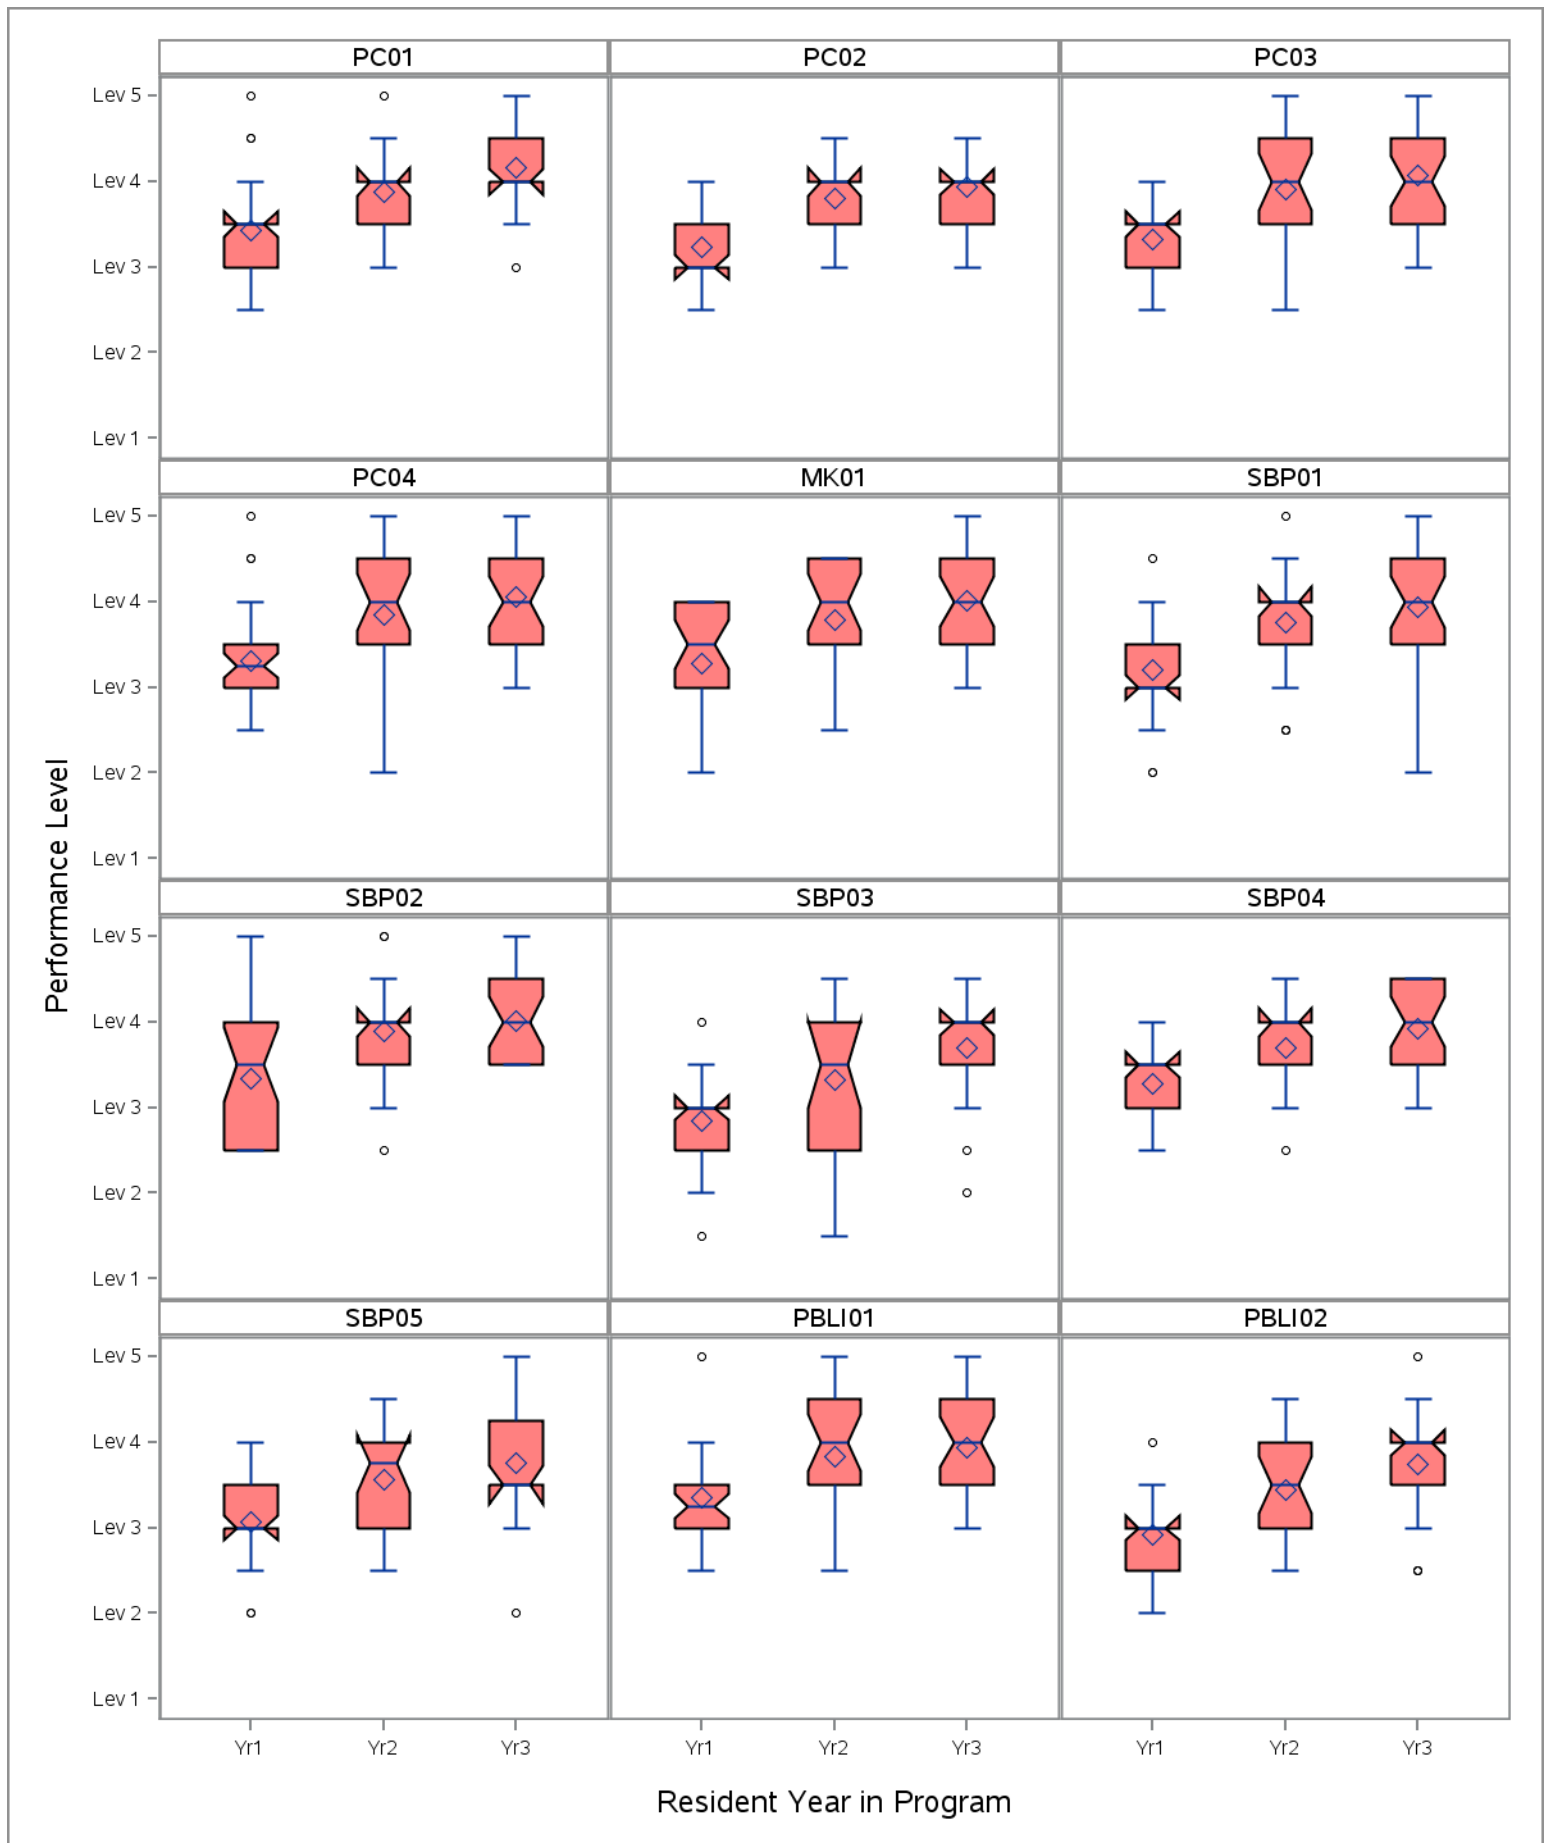 PC01 PC02 PC03
Lev 5
Lev 4
Lev 3
Lev 2
Lev 1
PC04 MK01 SBP01
Lev 5
Lev 4
Lev 3
Lev 2
Lev 1
Performance Level
SBP02 SBP03 SBP04
Lev 5
Lev 4
Lev 3
Lev 2
Lev 1
SBP05 PBLI01 PBLI02
Lev 5
Lev 4
Lev 3
Lev 2
Lev 1
Yr1 Yr2 Yr3 Yr1 Yr2 Yr3 Yr1 Yr2 Yr3
Resident Year in Program